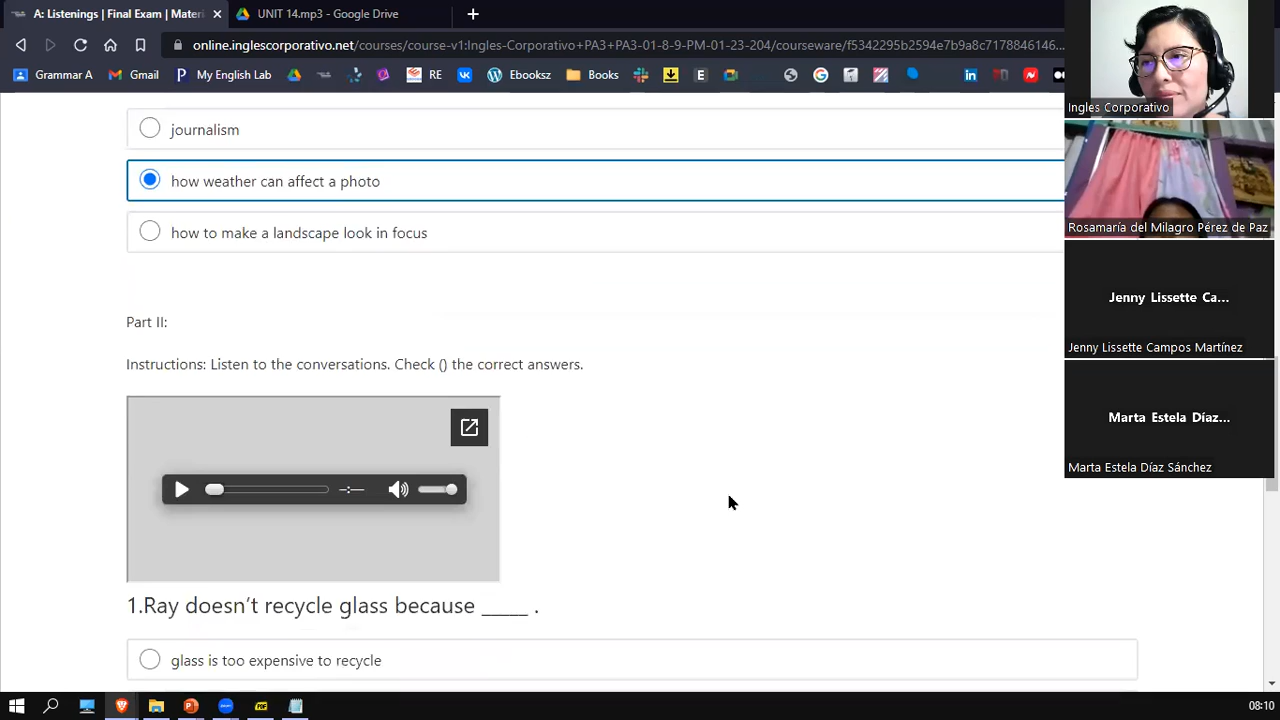 A: Listenings | Final Exam | Materi
UNIT 14.mp3 - Google Drive
online.inglescorporativo.net/courses/course-v1:Ingles-Corporativo+PA3+PA3-01-8-9-PM-01-23-204/courseware/f5342295b2594e7b9a8c7178846146...
Grammar A
Gmail
My English Lab
RE
Ebooksz
Books
journalism
how weather can affect a photo
how to make a landscape look in focus
Part II:
Instructions: Listen to the conversations. Check () the correct answers.
-:--
1.Ray doesn't recycle glass because _____ .
glass is too expensive to recycle
Ingles Corporativo
Rosamaría del Milagro Pérez de Paz
Jenny Lissette Ca...
Jenny Lissette Campos Martínez
Marta Estela Díaz...
Marta Estela Díaz Sánchez
08:10